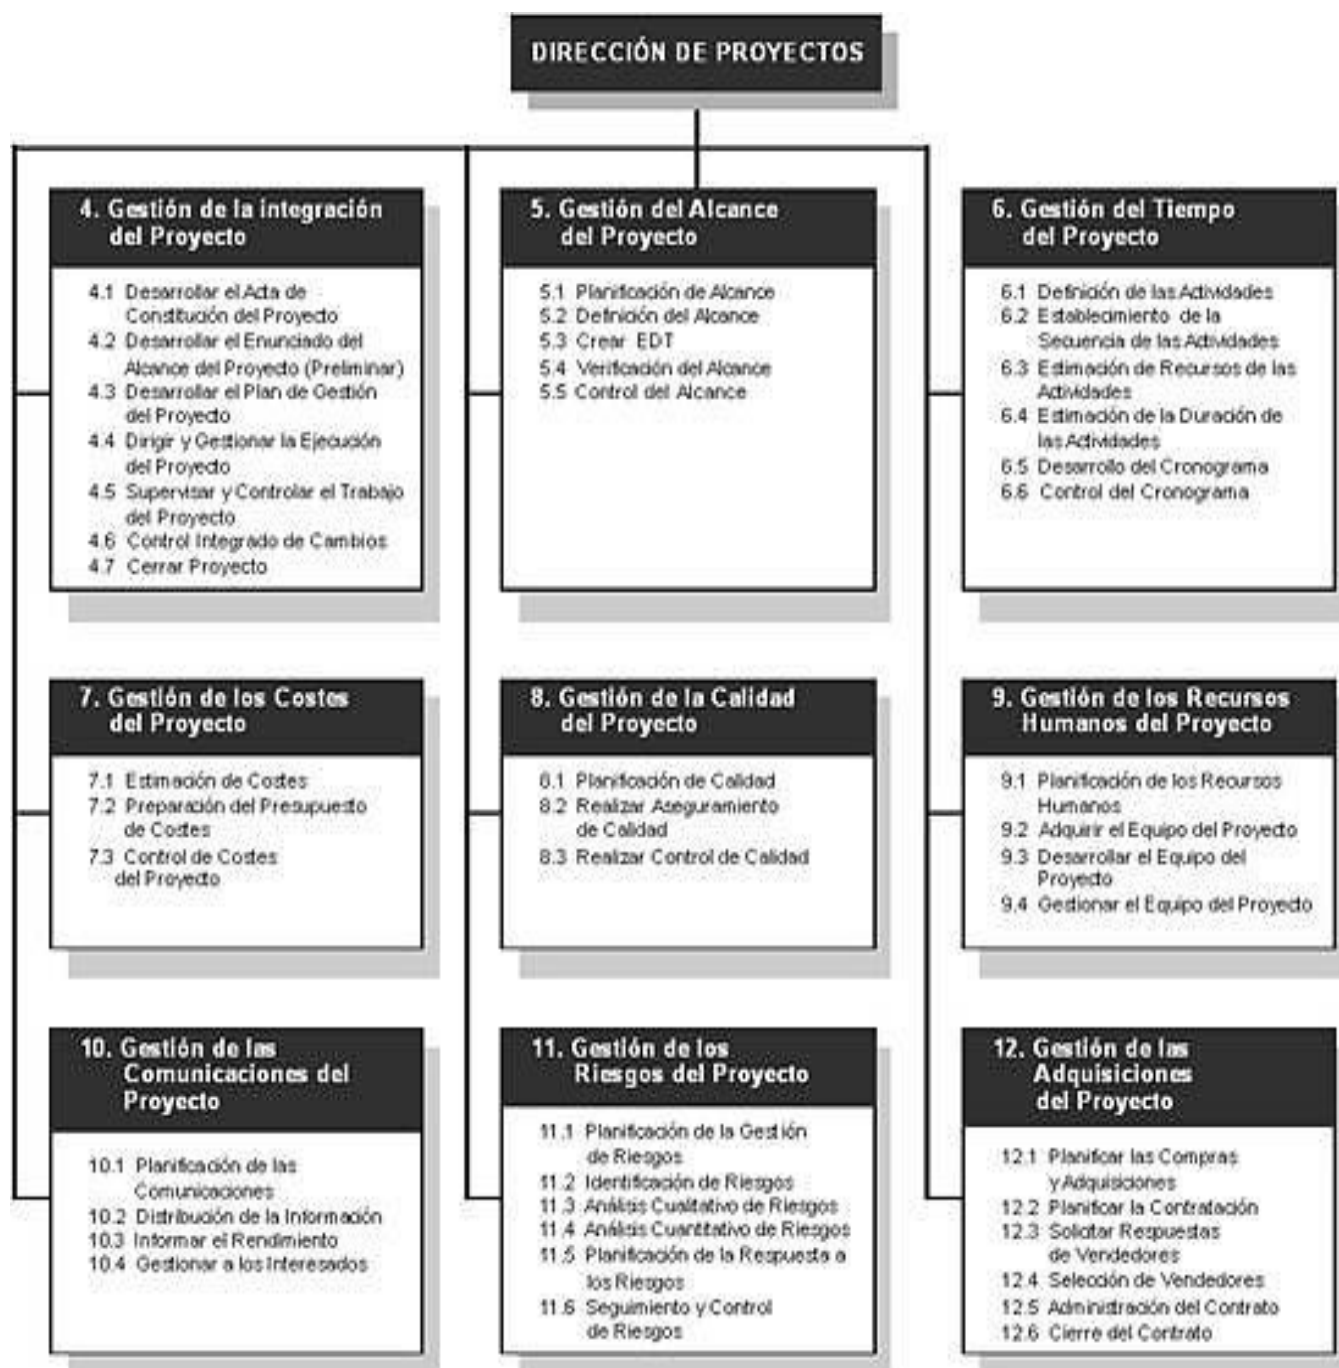 DIRECCIÓN DE PROYECTOS
4. Gestión de la integración
del Proyecto
4.1 Desarrollar el Acta de
Constitución del Proyecto
4.2 Desarrollar el Enunciado del
Alcance del Proyecto (Preliminar)
4.3 Desarrollar el Plan de Gestión
del Proyecto
4.4 Dirigir y Gestionar la Ejecución
del Proyecto
4.5 Supervisar y Controlar el Trabajo
del Proyecto
4.6 Control Integrado de Cambios
4.7 Cerrar Proyecto
5. Gestión del Alcance
del Proyecto
5.1 Planificación de Alcance
5.2 Definición del Alcance
5.3 Crear EDT
5.4 Verificación del Alcance
5.5 Control del Alcance
6. Gestión del Tiempo
del Proyecto
6.1 Definición de las Actividades
6.2 Establecimiento de la
Secuencia de las Actividades
6.3 Estimación de Recursos de las
Actividades
6.4 Estimación de la Duración de
las Actividades
6.5 Desarrollo del Cronograma
6.6 Control del Cronograma
7. Gestión de los Costes
del Proyecto
7.1 Estimación de Costes
7.2 Preparación del Presupuesto
de Costes
7.3 Control de Costes
del Proyecto
8. Gestión de la Calidad
del Proyecto
8.1 Planificación de Calidad
8.2 Realizar Aseguramiento
de Calidad
8.3 Realizar Control de Calidad
9. Gestión de los Recursos
Humanos del Proyecto
9.1 Planificación de los Recursos
Humanos
9.2 Adquirir el Equipo del Proyecto
9.3 Desarrollar el Equipo del
Proyecto
9.4 Gestionar el Equipo del Proyecto
10. Gestión de las
Comunicaciones del
Proyecto
10.1 Planificación de las
Comunicaciones
10.2 Distribución de la Información
10.3 Informar el Rendimiento
10.4 Gestionar a los Interesados
11. Gestión de los
Riesgos del Proyecto
11.1 Planificación de la Gestión
de Riesgos
11.2 Identificación de Riesgos
11.3 Análisis Cualitativo de Riesgos
11.4 Análisis Cuantitativo de Riesgos
11.5 Planificación de la Respuesta a
los Riesgos
11.6 Seguimiento y Control
de Riesgos
12. Gestión de las
Adquisiciones
del Proyecto
12.1 Planificar las Compras
y Adquisiciones
12.2 Planificar la Contratación
12.3 Solicitar Respuestas
de Vendedores
12.4 Selección de Vendedores
12.5 Administración del Contrato
12.6 Cierre del Contrato